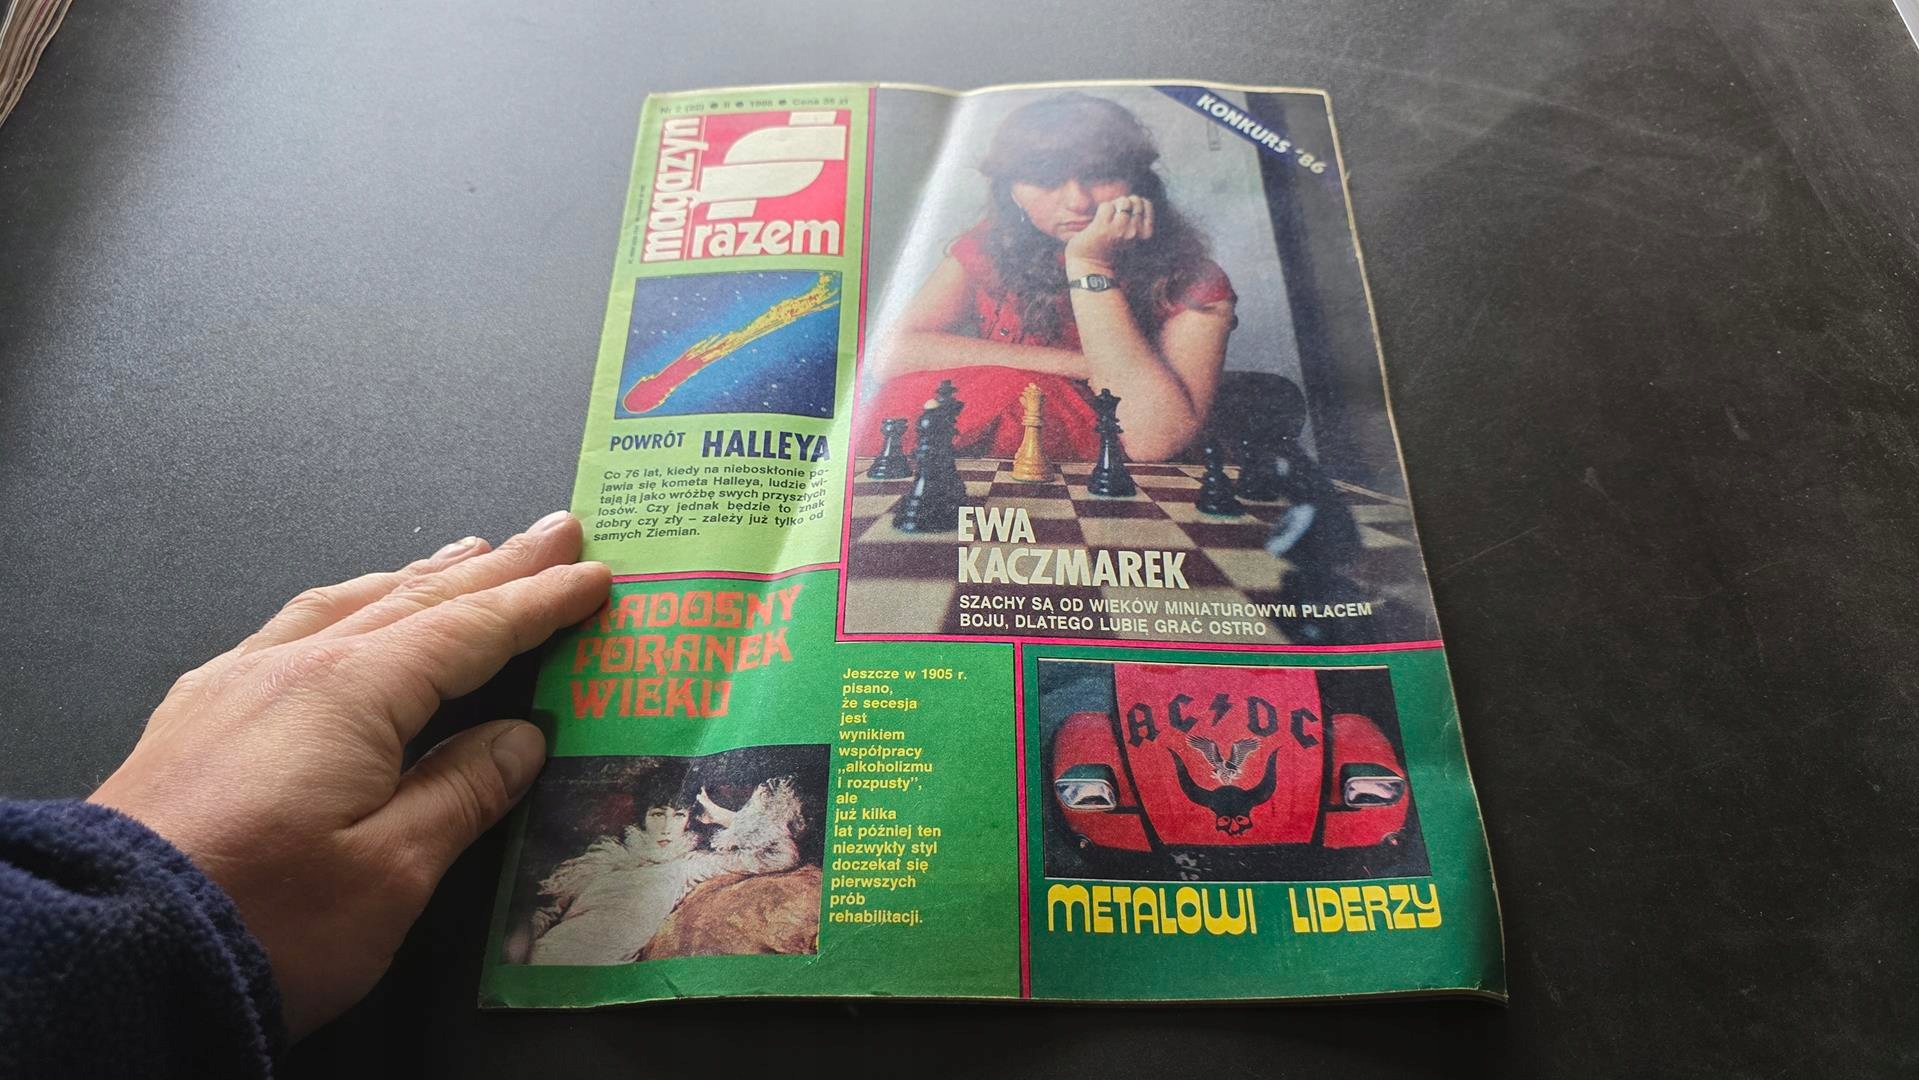 Nr 2 (22) ● II ● 1986 ● Cena 35 zł
magazyn
razem
KONKURS '86
POWRÓT HALLEYA
Co 76 lat, kiedy na nieboskłonie po-
jawia się kometa Halleya, ludzie wi-
tają ją jako wróżbę swych przyszłych
losów. Czy jednak będzie to znak
dobry czy zły – zależy już tylko od
samych Ziemian.
EWA
KACZMAREK
SZACHY SĄ OD WIEKÓW MINIATUROWYM PLACEM
BOJU, DLATEGO LUBIĘ GRAĆ OSTRO
RADOSNY
PORANEK
WIEKU
Jeszcze w 1905 r.
pisano,
że secesja
jest
wynikiem
współpracy
„alkoholizmu
i rozpusty”,
ale
już kilka
lat później ten
niezwykły styl
doczekał się
pierwszych
prób
rehabilitacji.
AC DC
METALOWI LIDERZY